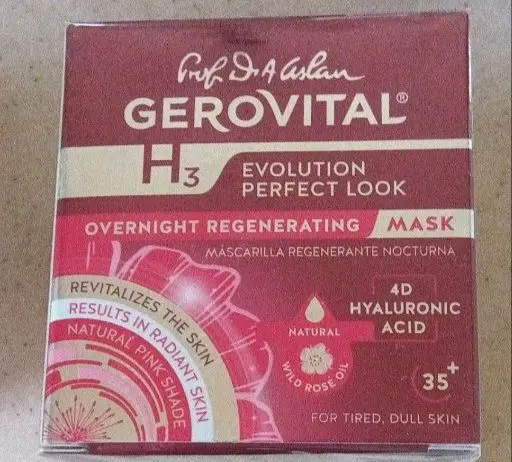 Prof. Dr. A Aslan
GEROVITAL®
H3
EVOLUTION
PERFECT LOOK
OVERNIGHT REGENERATING MASK
MÁSCARILLA REGENERANTE NOCTURNA
REVITALIZES THE SKIN
RESULTS IN RADIANT SKIN
NATURAL PINK SHADE
NATURAL
WILD ROSE OIL
4D
HYALURONIC
ACID
35+
FOR TIRED, DULL SKIN